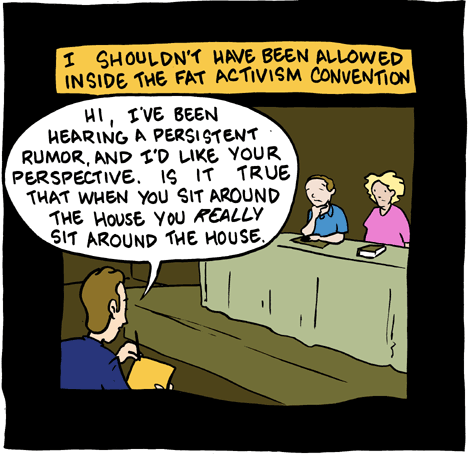 I SHOULDN'T HAVE BEEN ALLOWED
INSIDE THE FAT ACTIVISM CONVENTION
HI, I'VE BEEN
HEARING A PERSISTENT
RUMOR, AND I'D LIKE YOUR
PERSPECTIVE. IS IT TRUE
THAT WHEN YOU SIT AROUND
THE HOUSE YOU REALLY
SIT AROUND THE HOUSE.